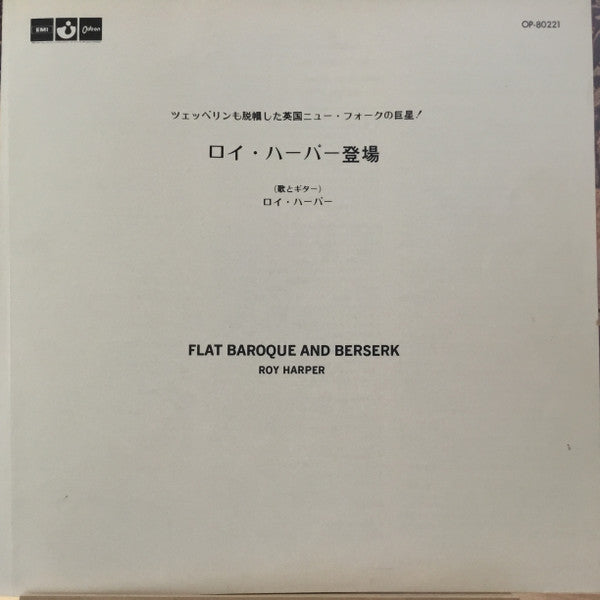 EMI Odeon
OP-80221
ツェッペリンも脱帽した英国ニュー・フォークの巨星!
ロイ・ハーパー登場
(歌とギター)
ロイ・ハーパー
FLAT BAROQUE AND BERSERK
ROY HARPER